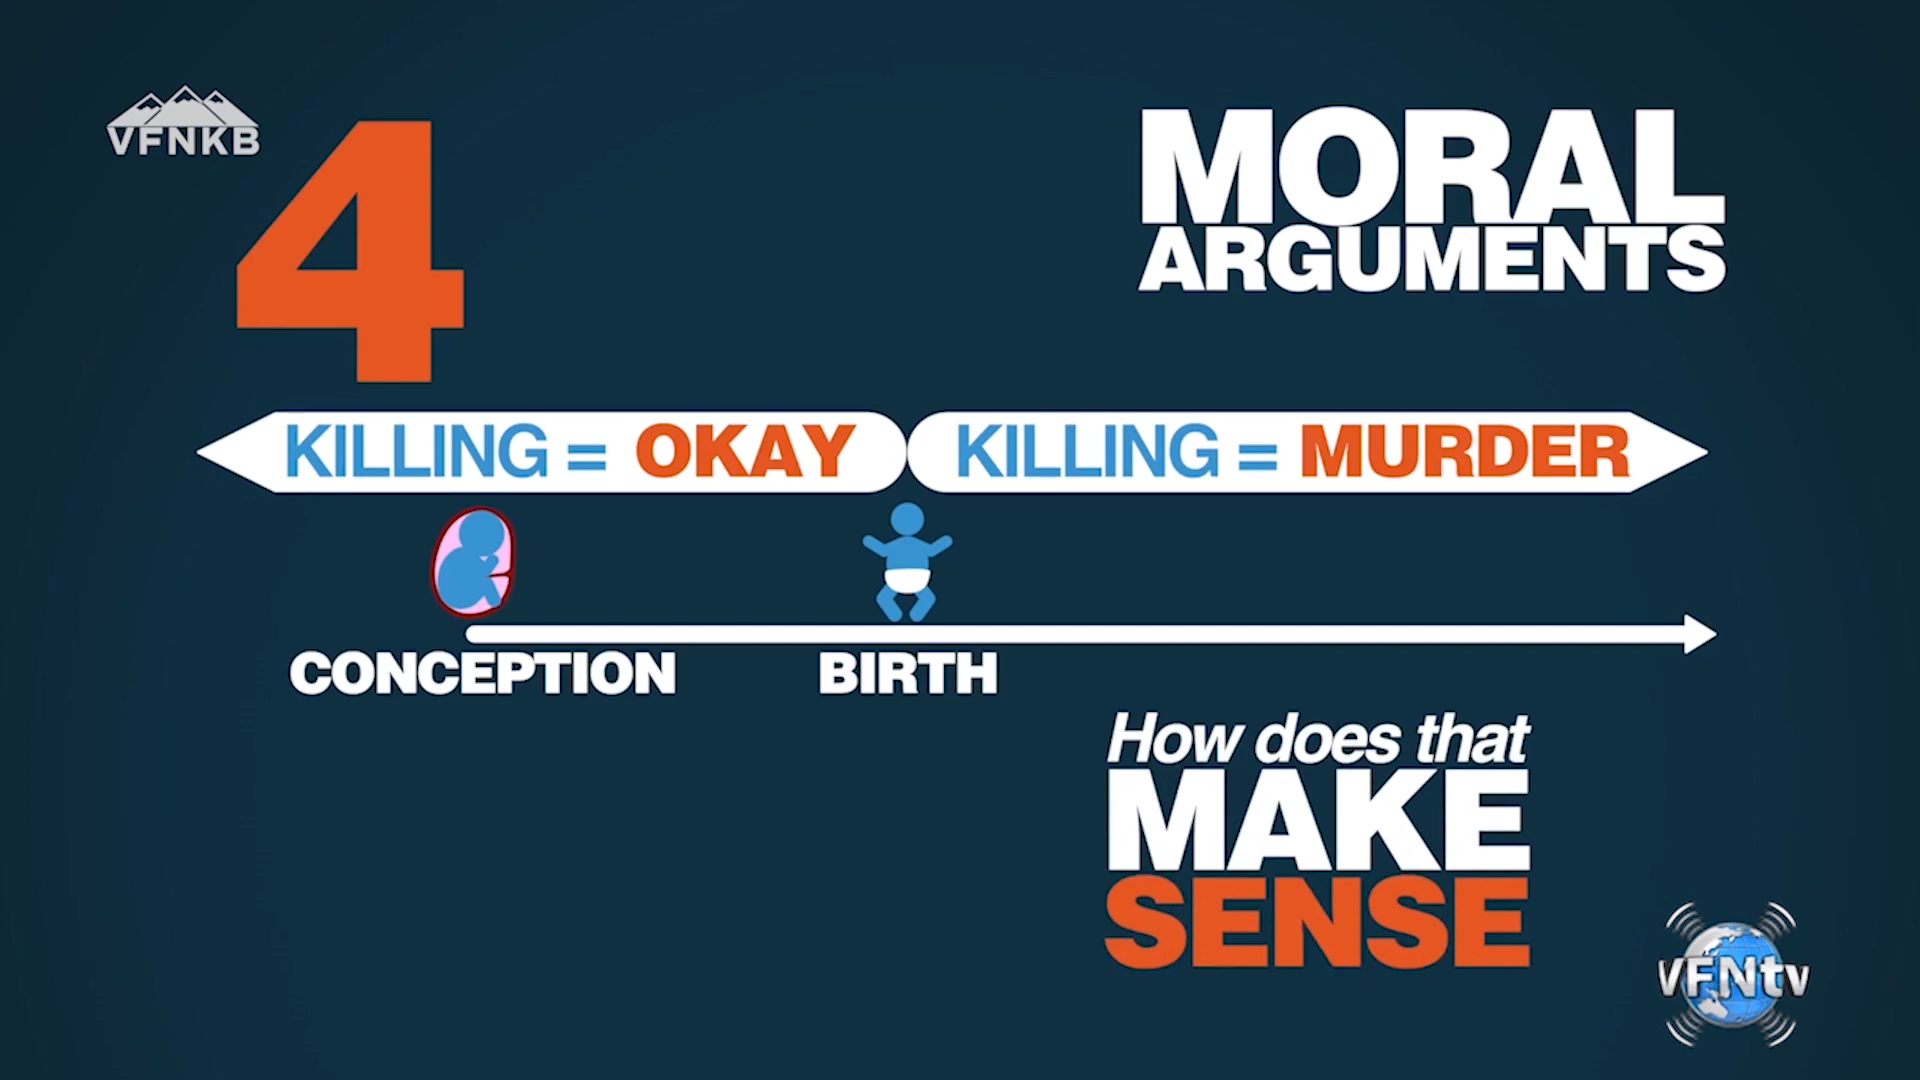 VFNKB
4
MORAL
ARGUMENTS
KILLING = OKAY
KILLING = MURDER
CONCEPTION
BIRTH
How does that
MAKE
SENSE
VFNtv